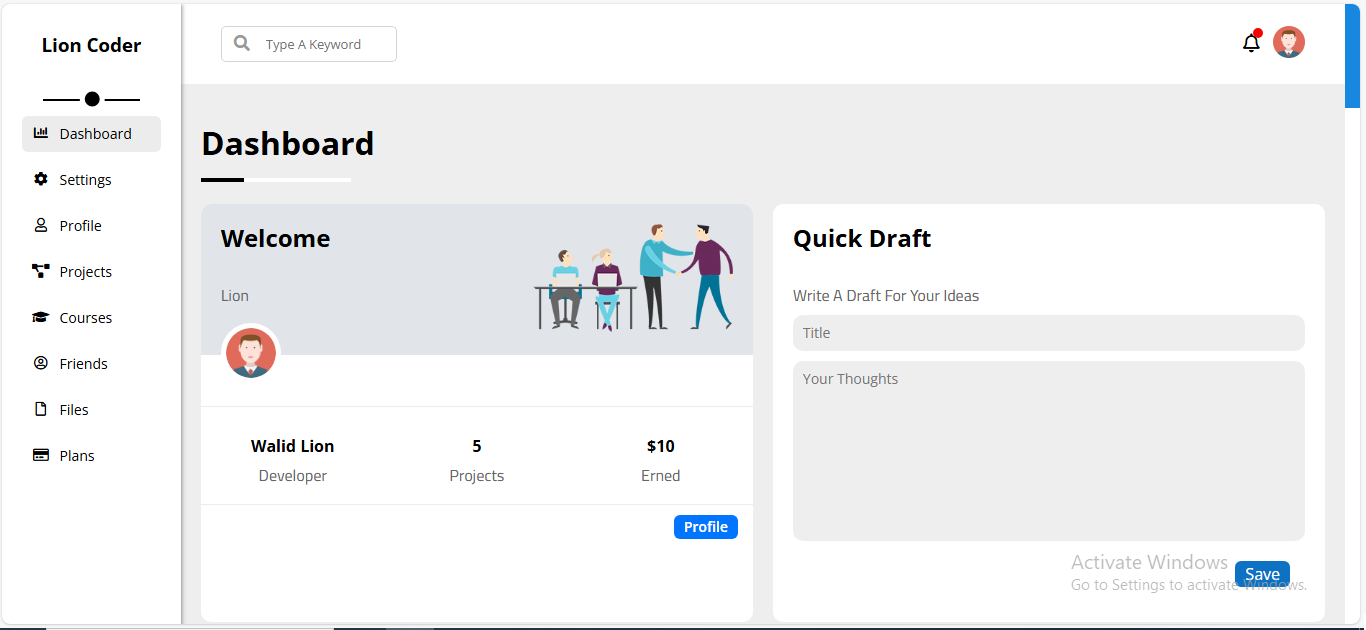 Lion Coder
Type A Keyword
Dashboard
Settings
Profile
Projects
Courses
Friends
Files
Plans
Dashboard
Welcome
Lion
Walid Lion
Developer
5
Projects
$10
Erned
Profile
Quick Draft
Write A Draft For Your Ideas
Title
Your Thoughts
Save
Activate Windows
Go to Settings to activate Windows.